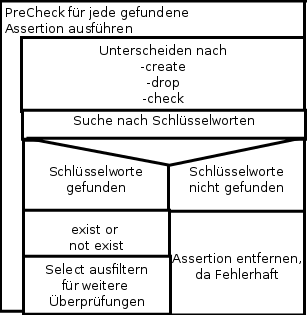 PreCheck für jede gefundene
Assertion ausführen
Unterscheiden nach
-create
-drop
-check
Suche nach Schlüsselworten
Schlüsselworte
gefunden
Schlüsselworte
nicht gefunden
exist or
not exist
Select ausfiltern
für weitere
Überprüfungen
Assertion entfernen,
da Fehlerhaft